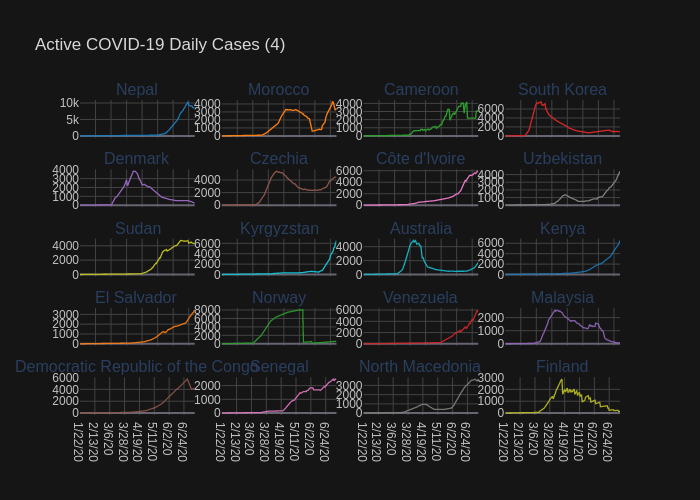 Active COVID-19 Daily Cases (4)
Nepal Morocco Cameroon South Korea
10k 4000 4000 6000
5k 3000 3000 4000
0 2000 2000 2000
1000 1000 0
0 0
Denmark Czechia Côte d'Ivoire Uzbekistan
4000 4000 6000 4000
3000 2000 4000 3000
2000 0 2000 2000
1000 0 1000
0 0
Sudan Kyrgyzstan Australia Kenya
4000 6000 4000 6000
2000 4000 2000 4000
0 2000 0 2000
0 0
El Salvador Norway Venezuela Malaysia
3000 8000 6000 2000
2000 6000 4000 1000
1000 4000 2000 0
0 2000 0
0
Democratic Republic of the Congo Senegal North Macedonia Finland
6000 2000 3000 3000
4000 1000 2000 2000
2000 0 1000 1000
0 0 0
1/22/20 2/13/20 3/6/20 3/28/20 4/19/20 5/11/20 6/2/20 6/24/20
1/22/20 2/13/20 3/6/20 3/28/20 4/19/20 5/11/20 6/2/20 6/24/20
1/22/20 2/13/20 3/6/20 3/28/20 4/19/20 5/11/20 6/2/20 6/24/20
1/22/20 2/13/20 3/6/20 3/28/20 4/19/20 5/11/20 6/2/20 6/24/20